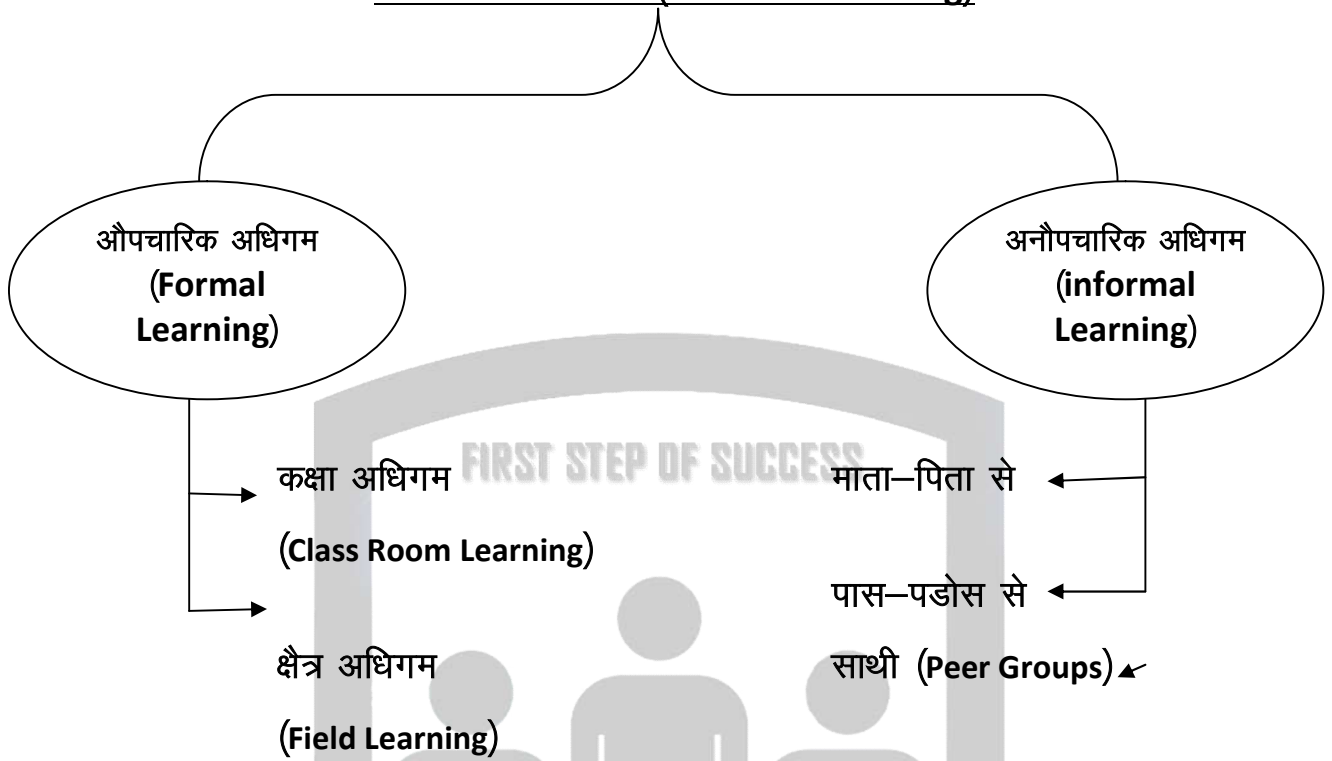 औपचारिक अधिगम
(Formal
Learning)
अनौपचारिक अधिगम
(informal
Learning)
FIRST STEP OF SUCCESS
कक्षा अधिगम
(Class Room Learning)
क्षैत्र अधिगम
(Field Learning)
माता–पिता से
पास–पडोस से
साथी (Peer Groups)